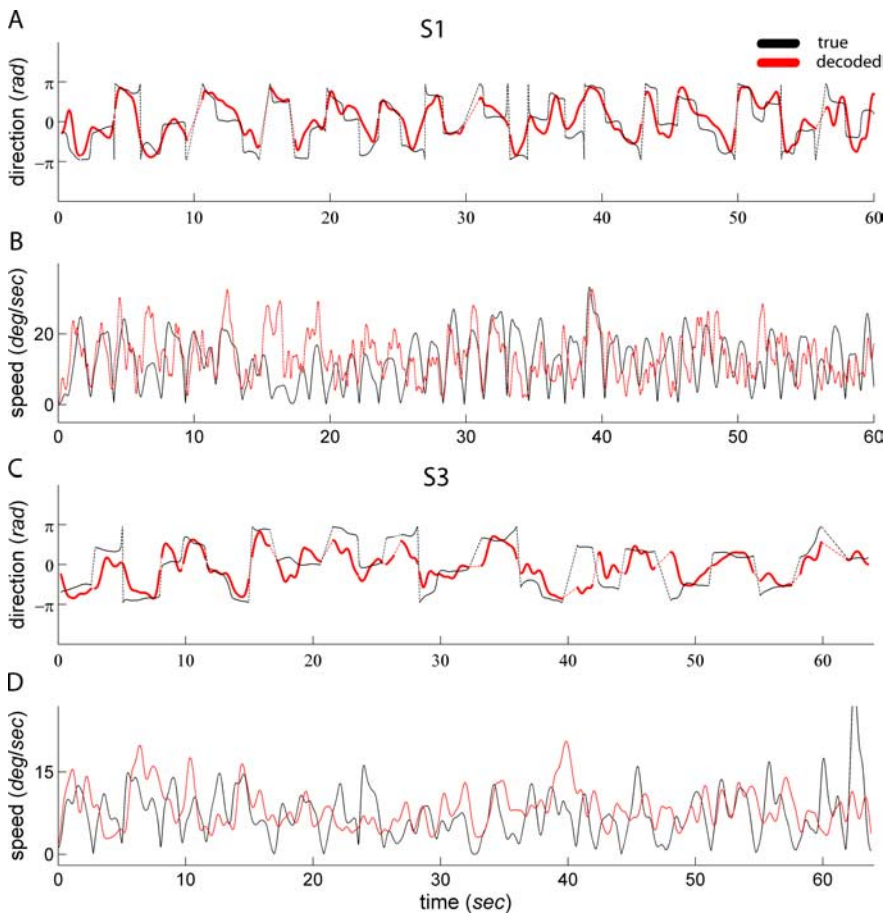 A
S1
true
decoded
direction (rad)
π
0
−π
0 10 20 30 40 50 60
B
speed (deg/sec)
20
0
0 10 20 30 40 50 60
C
S3
direction (rad)
π
0
−π
0 10 20 30 40 50 60
D
speed (deg/sec)
15
0
0 10 20 30 40 50 60
time (sec)